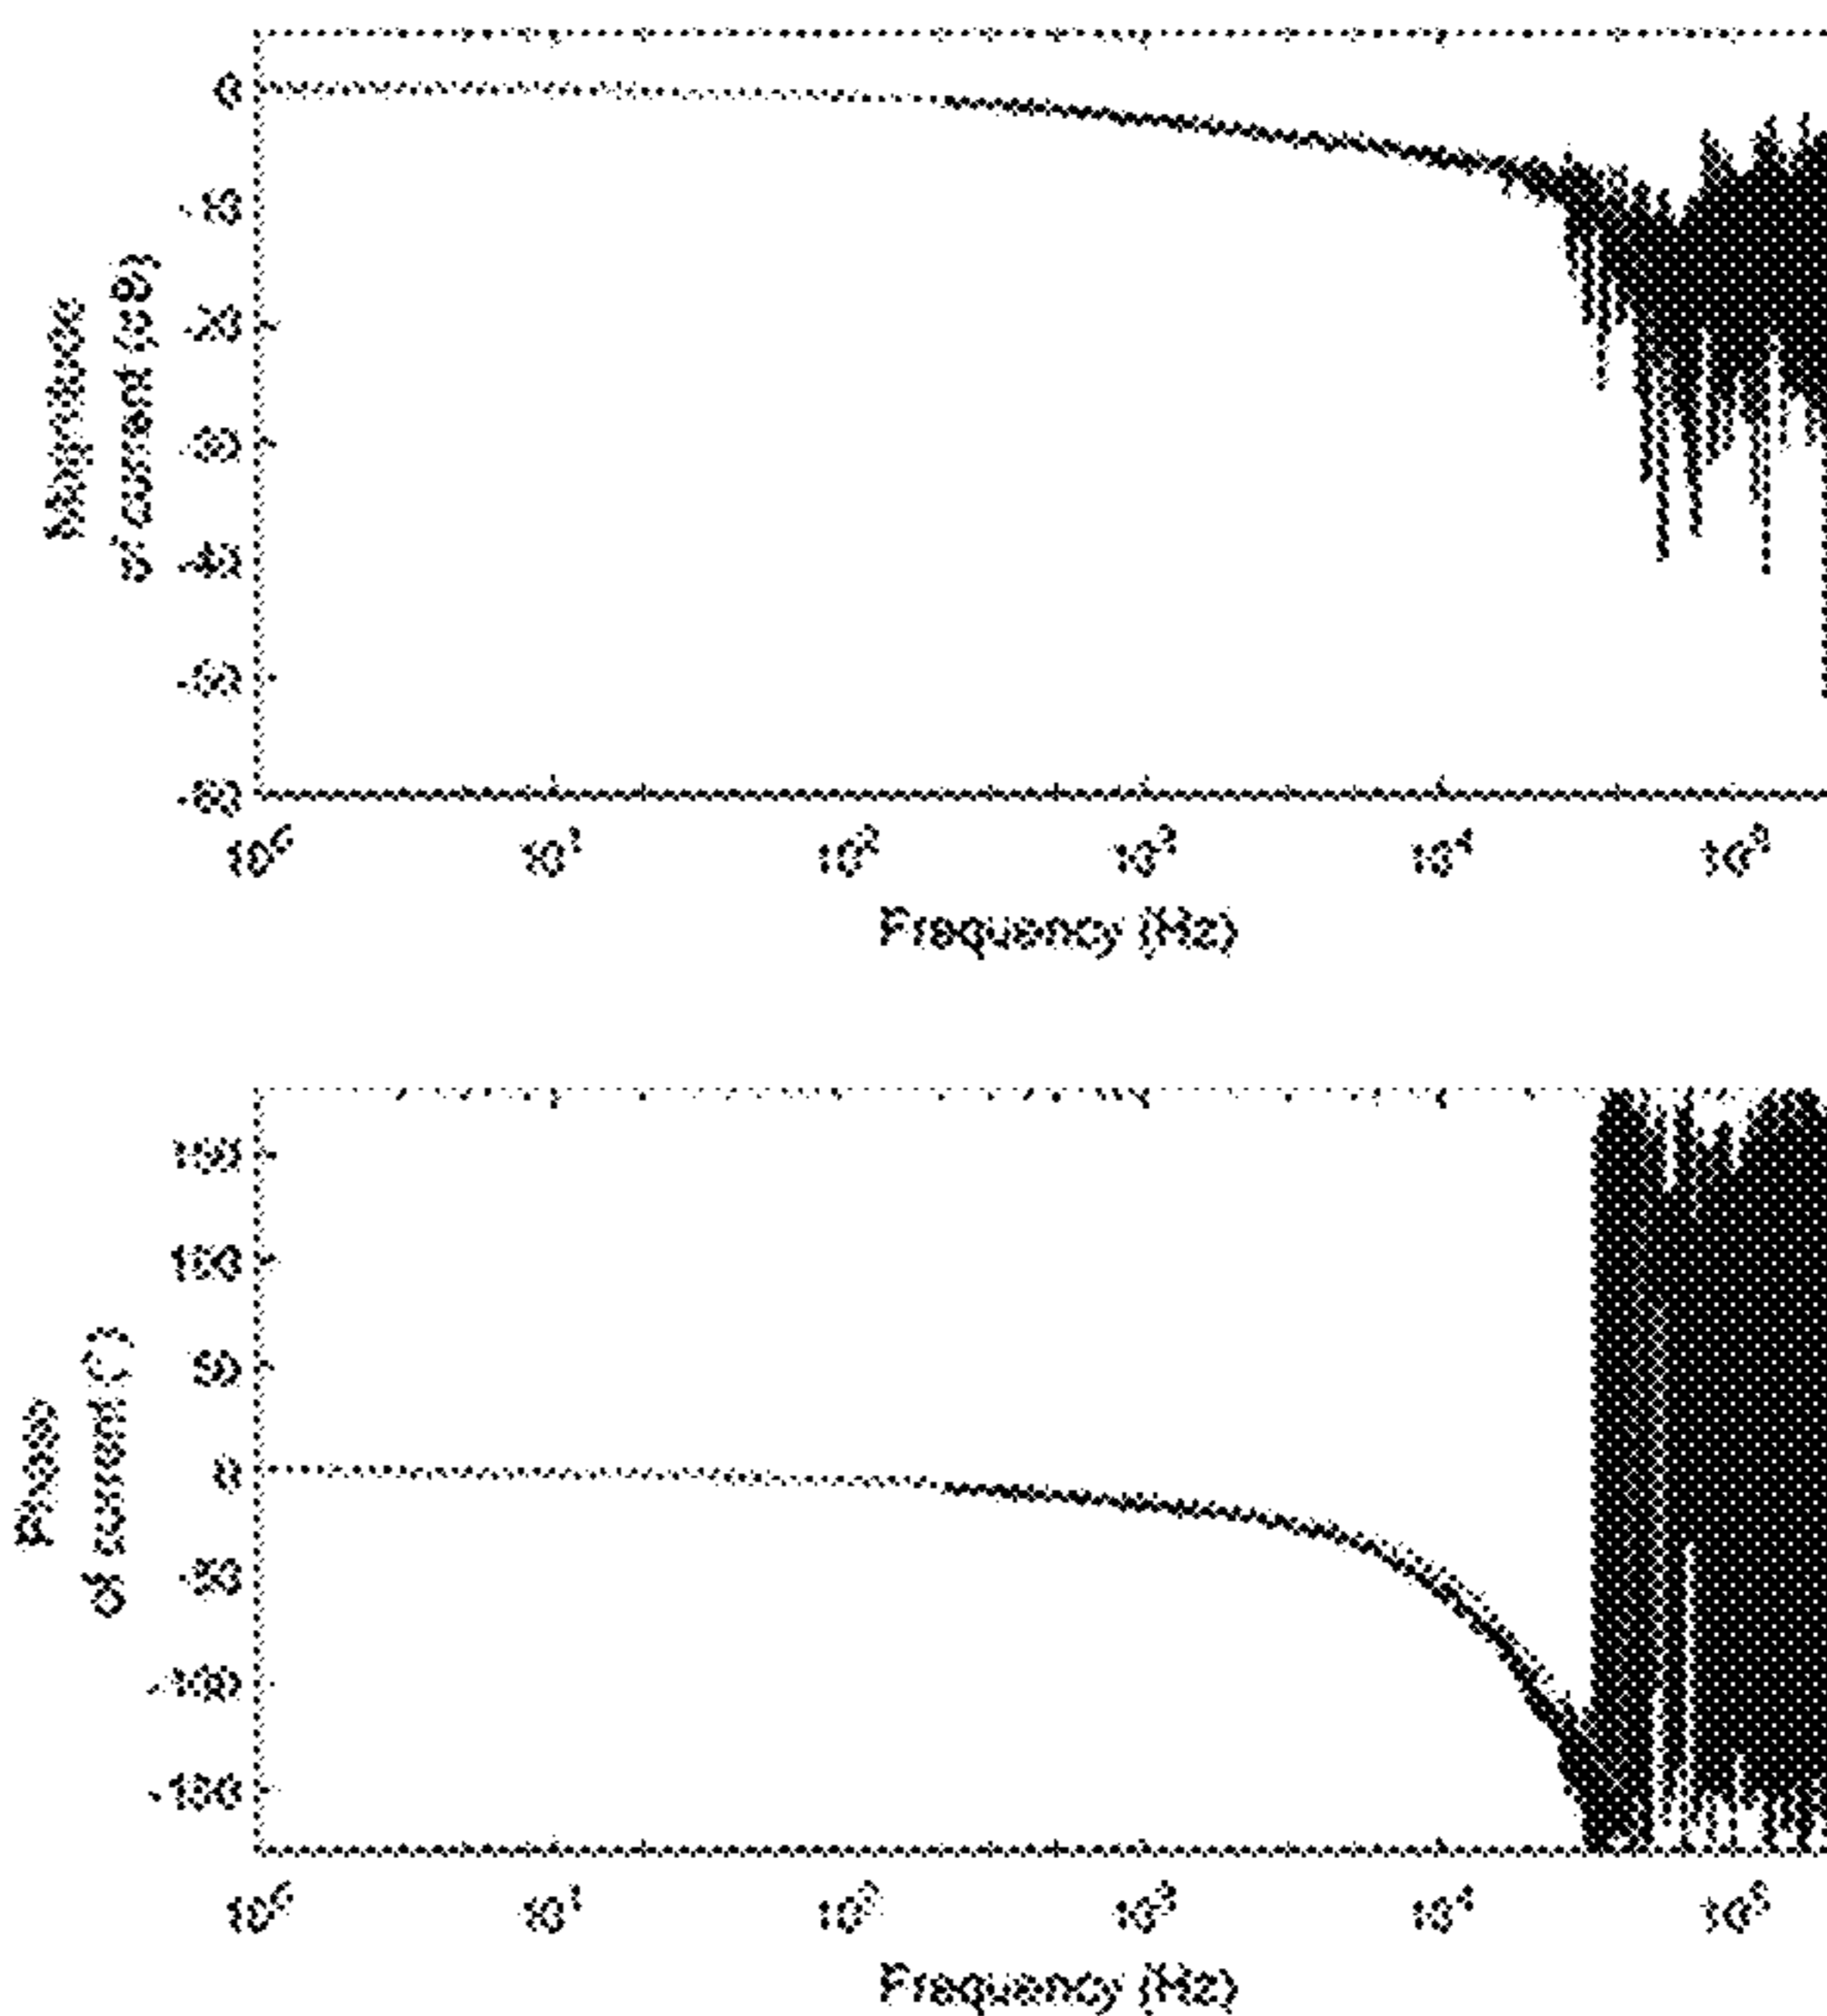 Magnitude
of current (dB)
0
-10
-20
-30
-40
-50
-60
10⁰ 10¹ 10² 10³ 10⁴ 10⁵
Frequency (Hz)
Phase
of current (°)
150
100
50
0
-50
-100
-150
10⁰ 10¹ 10² 10³ 10⁴ 10⁵
Frequency (Hz)